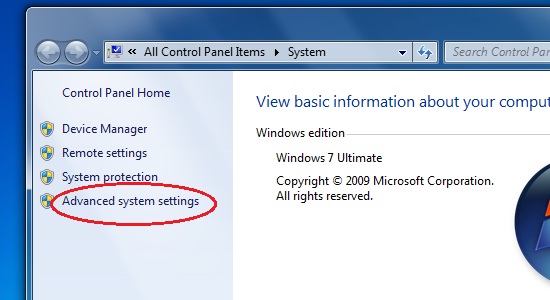 « All Control Panel Items System
Search Control Par
Control Panel Home
Device Manager
Remote settings
System protection
Advanced system settings
View basic information about your comput
Windows edition
Windows 7 Ultimate
Copyright © 2009 Microsoft Corporation.
All rights reserved.